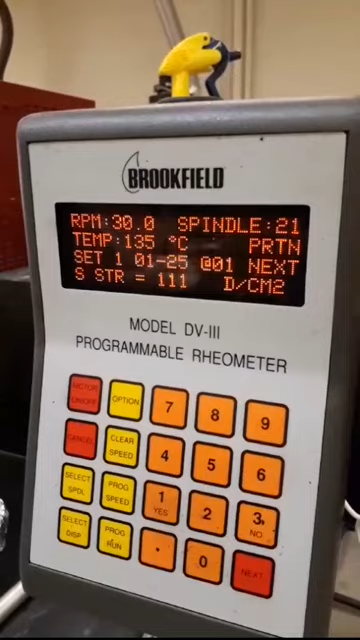 BROOKFIELD
RPM:30.0 SPINDLE:21
TEMP:135 °C PRTN
SET 1 01-25 @01 NEXT
S STR = 111 D/CM2
MODEL DV-III
PROGRAMMABLE RHEOMETER
MOTOR ON/OFF
OPTION
7
8
9
CANCEL
CLEAR SPEED
4
5
6
SELECT SPDL
PROG SPEED
1 YES
2
3 NO
SELECT DISP
PROG RUN
.
0
NEXT